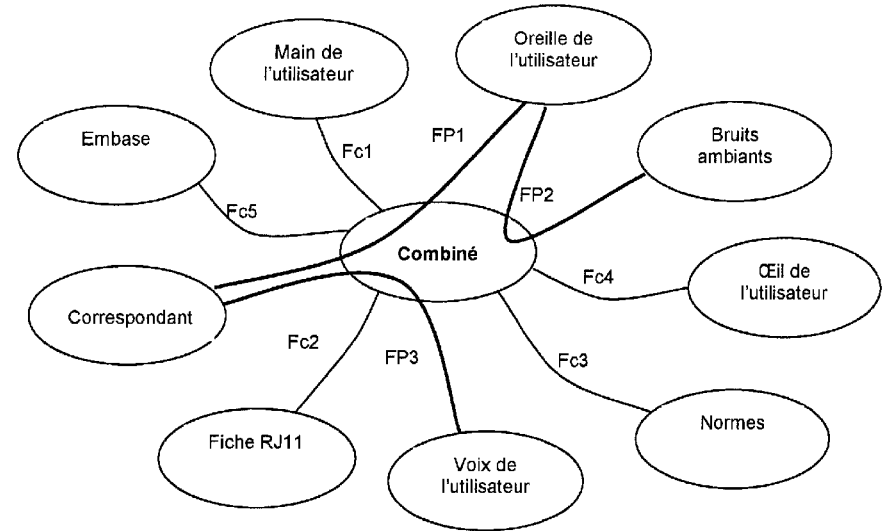 Main de
l'utilisateur
Oreille de
l'utilisateur
Embase
Bruits
ambiants
Fc1
FP1
FP2
Fc5
Combiné
Correspondant
Fc4
Œil de
l'utilisateur
Fc2
FP3
Fc3
Fiche RJ11
Voix de
l'utilisateur
Normes